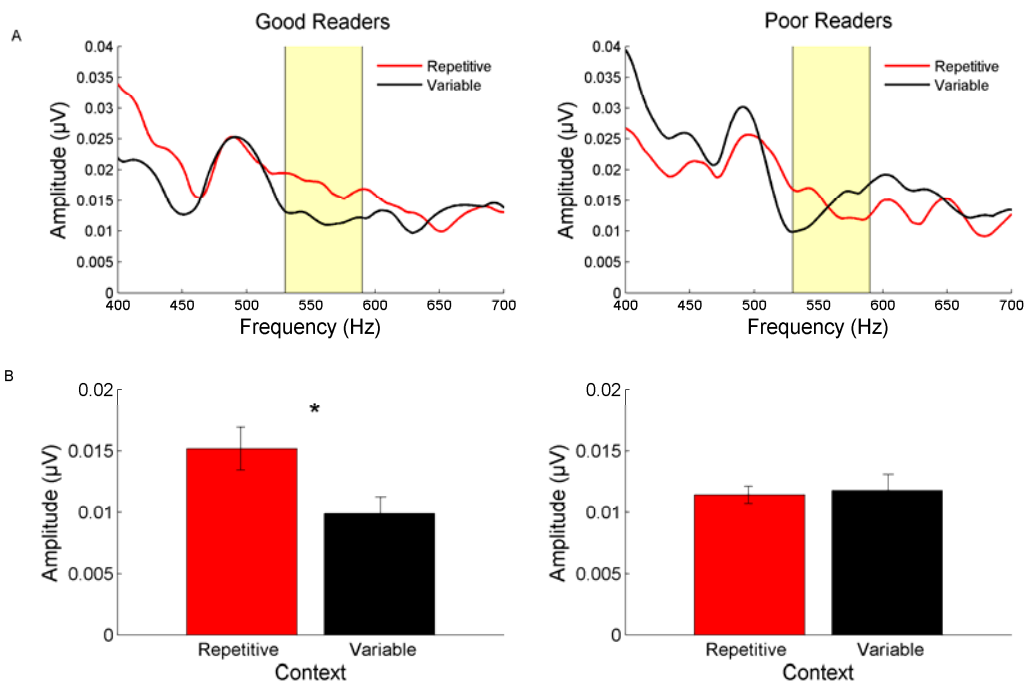 A
Good Readers
Amplitude (µV)
0.04
0.035
0.03
0.025
0.02
0.015
0.01
0.005
0
Repetitive
Variable
400 450 500 550 600 650 700
Frequency (Hz)
Poor Readers
Amplitude (µV)
0.04
0.035
0.03
0.025
0.02
0.015
0.01
0.005
0
Repetitive
Variable
400 450 500 550 600 650 700
Frequency (Hz)
B
Amplitude (µV)
0.02
0.015
0.01
0.005
0
*
Repetitive Variable
Context
Amplitude (µV)
0.02
0.015
0.01
0.005
0
Repetitive Variable
Context